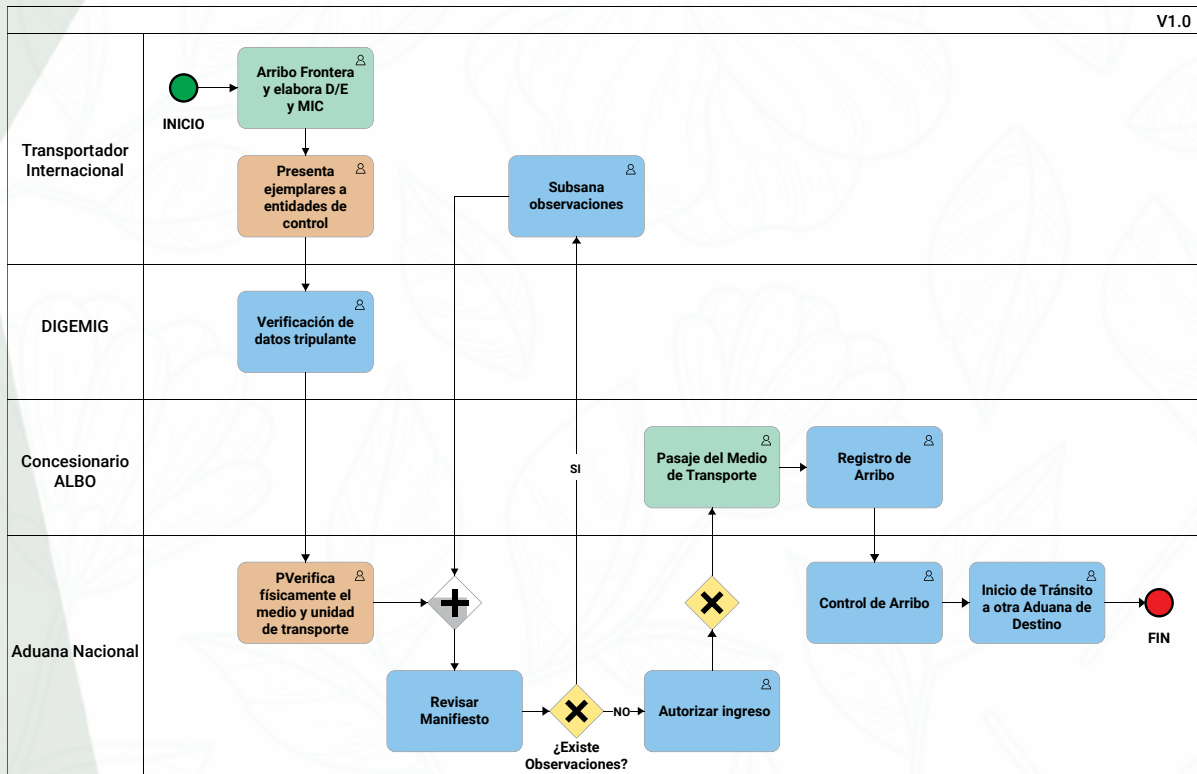 V1.0
Transportador
Internacional
INICIO
Arribo Frontera
y elabora D/E
y MIC
Presenta
ejemplares a
entidades de
control
Subsana
observaciones
DIGEMIG
Verificación de
datos tripulante
Concesionario
ALBO
SI
Pasaje del Medio
de Transporte
Registro de
Arribo
Aduana Nacional
PVerifica
físicamente el
medio y unidad
de transporte
Revisar
Manifiesto
¿Existe
Observaciones?
NO
Autorizar ingreso
Control de Arribo
Inicio de Tránsito
a otra Aduana de
Destino
FIN